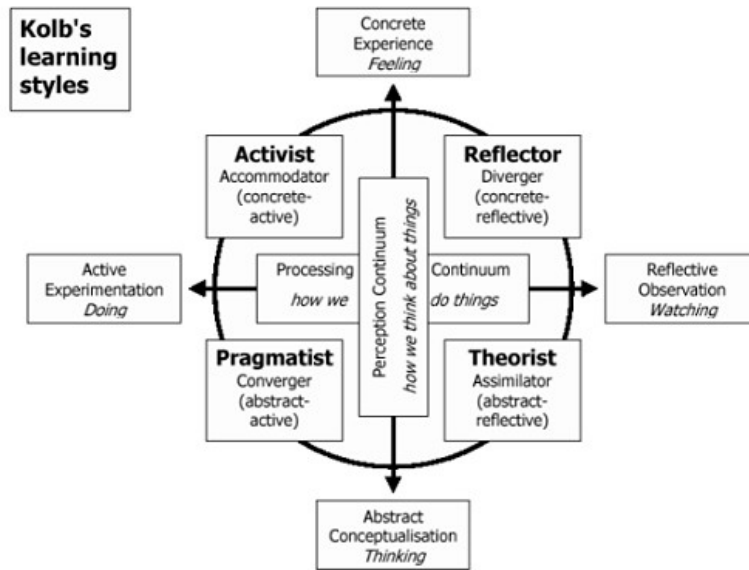 Kolb's
learning
styles
Concrete
Experience
Feeling
Activist
Accommodator
(concrete-
active)
Reflector
Diverger
(concrete-
reflective)
Active
Experimentation
Doing
Processing
how we
Perception Continuum
how we think about things
Continuum
do things
Reflective
Observation
Watching
Pragmatist
Converger
(abstract-
active)
Theorist
Assimilator
(abstract-
reflective)
Abstract
Conceptualisation
Thinking